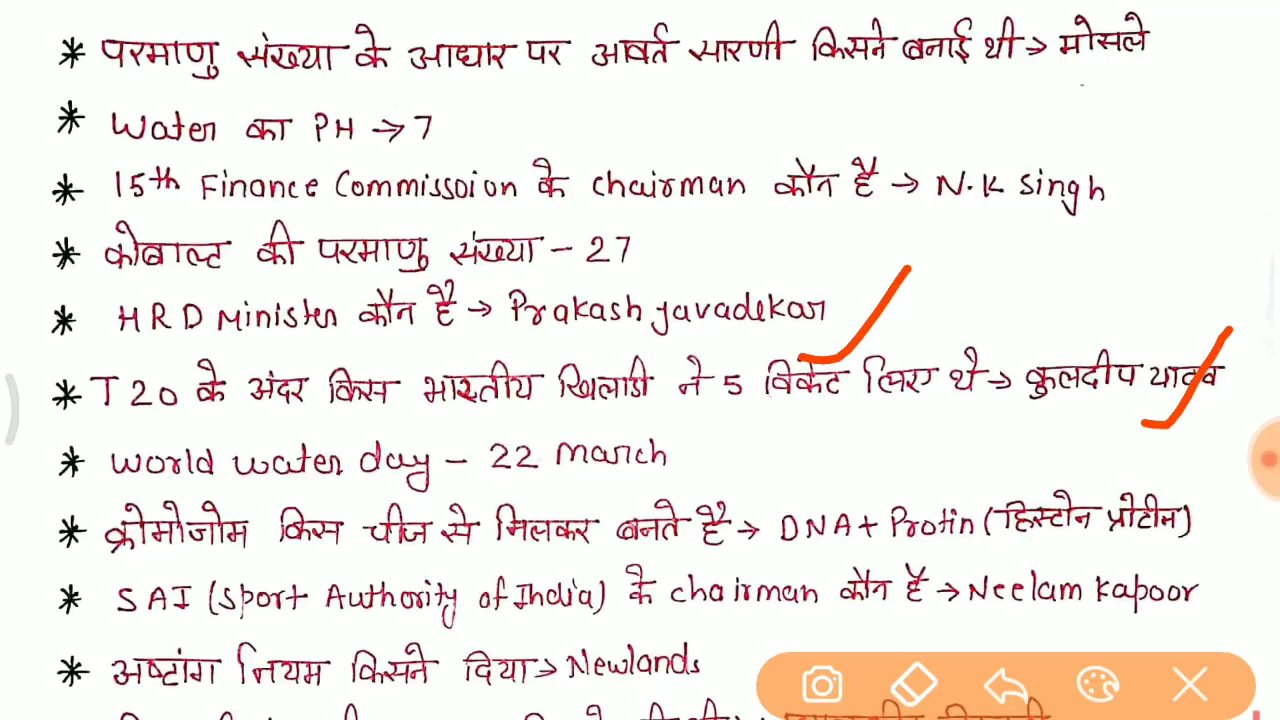 * परमाणु संख्या के आधार पर आवर्त सारणी किसने बनाई थी → मोसले
* Water का PH → 7
* 15th Finance Commissoion के chairman कौन है → N.K Singh
* कोबाल्ट की परमाणु संख्या - 27
* HRD Minister कौन है → Prakash javadekar
* T20 के अंदर किस भारतीय खिलाडी ने 5 विकेट लिए थे → कुलदीप यादव
* World water day - 22 March
* क्रोमोजोम किस चीज से मिलकर बनते है → DNA + Protin (हिस्टोन प्रोटीन)
* SAI (Sport Authority of India) के chairman कौन है → Neelam Kapoor
* अष्टांग नियम किसने दिया → Newlands